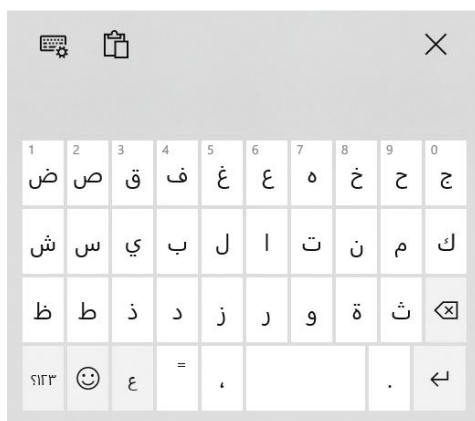 1 2 3 4 5 6 7 8 9 0
ض ص ق ف غ ع ه خ ح ج
ش س ي ب ل ا ت ن م ك
ظ ط ذ د ز ر و ة ث
؟١٢٣ ع = ، .